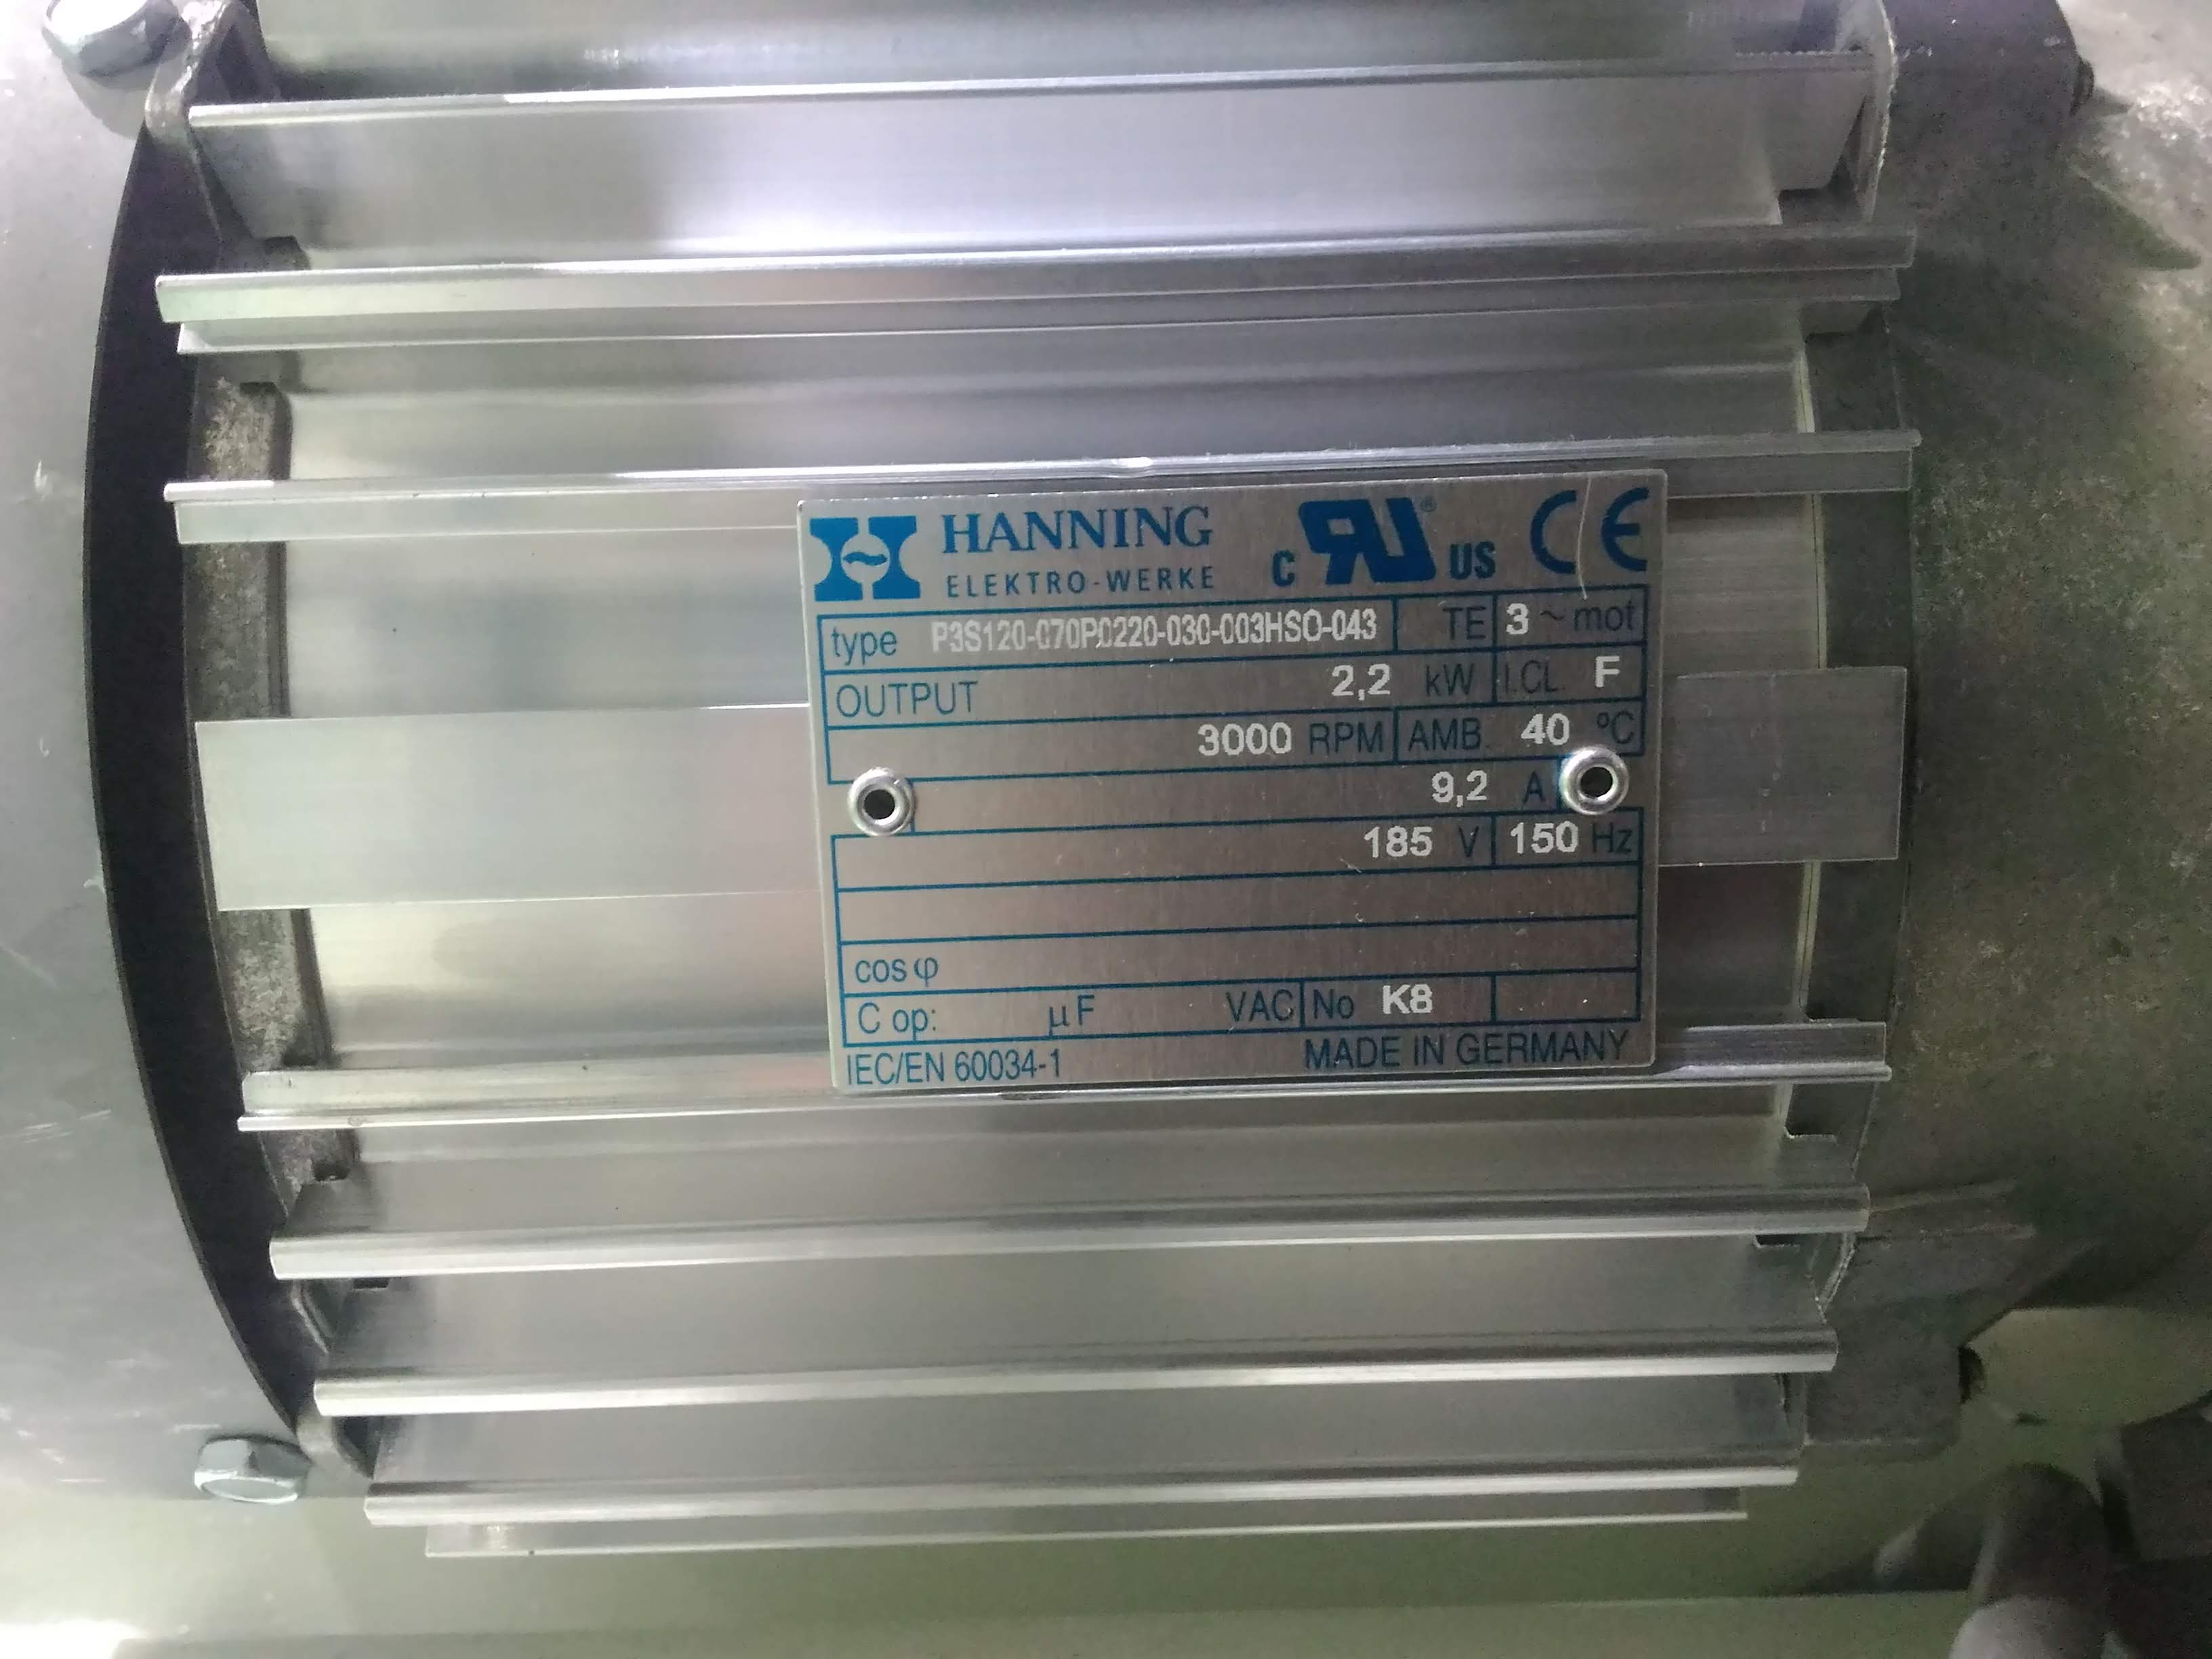 HANNING
ELEKTRO-WERKE
c RU ® US CE
type P3S120-070P0220-030-003HSO-043 TE 3 ~ mot
OUTPUT 2,2 kW I.CL. F
3000 RPM AMB. 40 °C
9,2 A
185 V 150 Hz
cos φ
C op: µF VAC No K8
IEC/EN 60034-1 MADE IN GERMANY